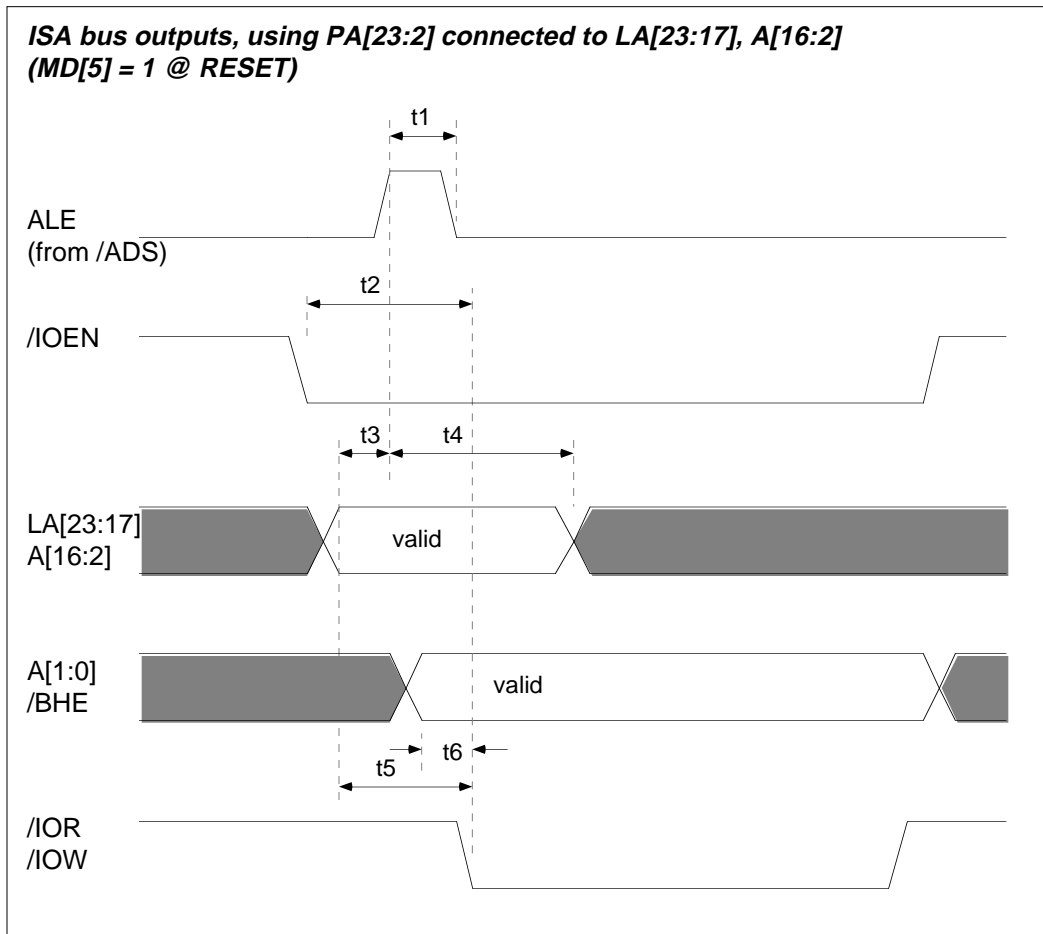 ISA bus outputs, using PA[23:2] connected to LA[23:17], A[16:2]
(MD[5] = 1 @ RESET)
t1
ALE
(from /ADS)
t2
/IOEN
t3
t4
LA[23:17]
A[16:2]
valid
A[1:0]
/BHE
valid
t6
t5
/IOR
/IOW